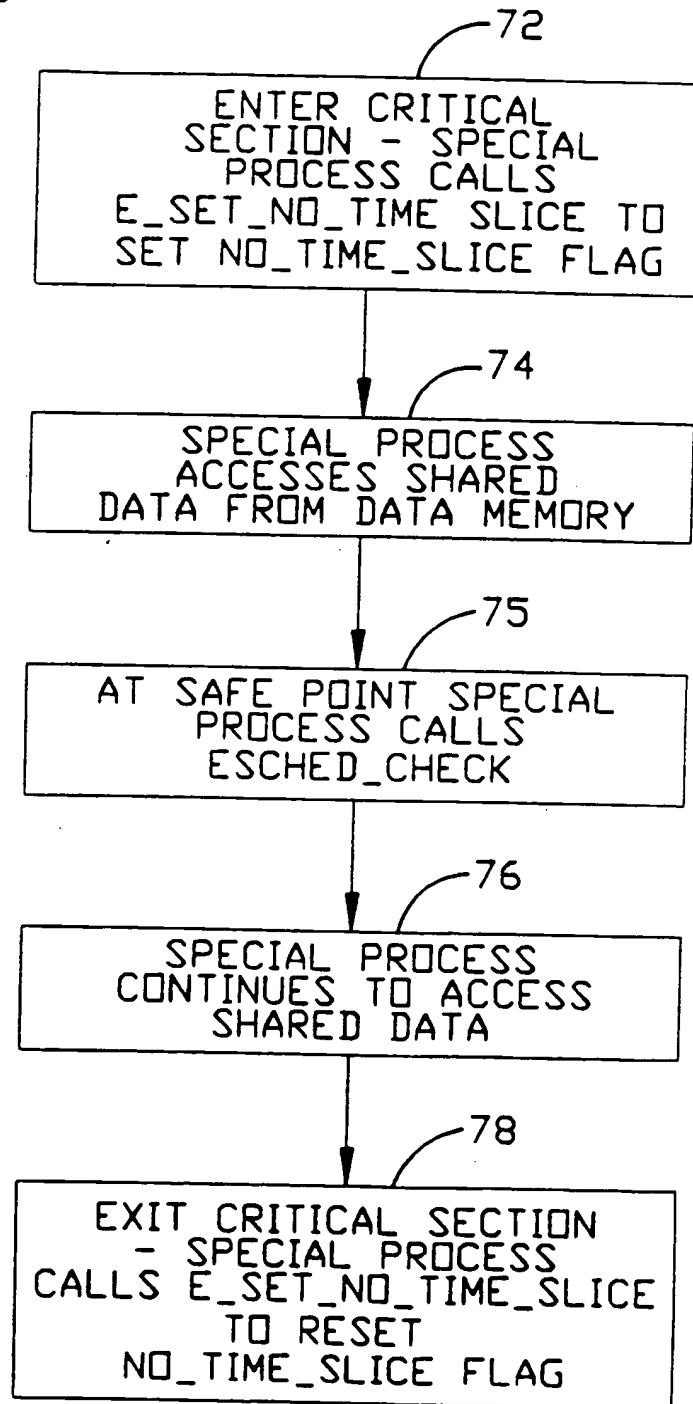 72
ENTER CRITICAL
SECTION - SPECIAL
PROCESS CALLS
E_SET_NO_TIME SLICE TO
SET NO_TIME_SLICE FLAG
74
SPECIAL PROCESS
ACCESSES SHARED
DATA FROM DATA MEMORY
75
AT SAFE POINT SPECIAL
PROCESS CALLS
ESCHED_CHECK
76
SPECIAL PROCESS
CONTINUES TO ACCESS
SHARED DATA
78
EXIT CRITICAL SECTION
- SPECIAL PROCESS
CALLS E_SET_NO_TIME_SLICE
TO RESET
NO_TIME_SLICE FLAG